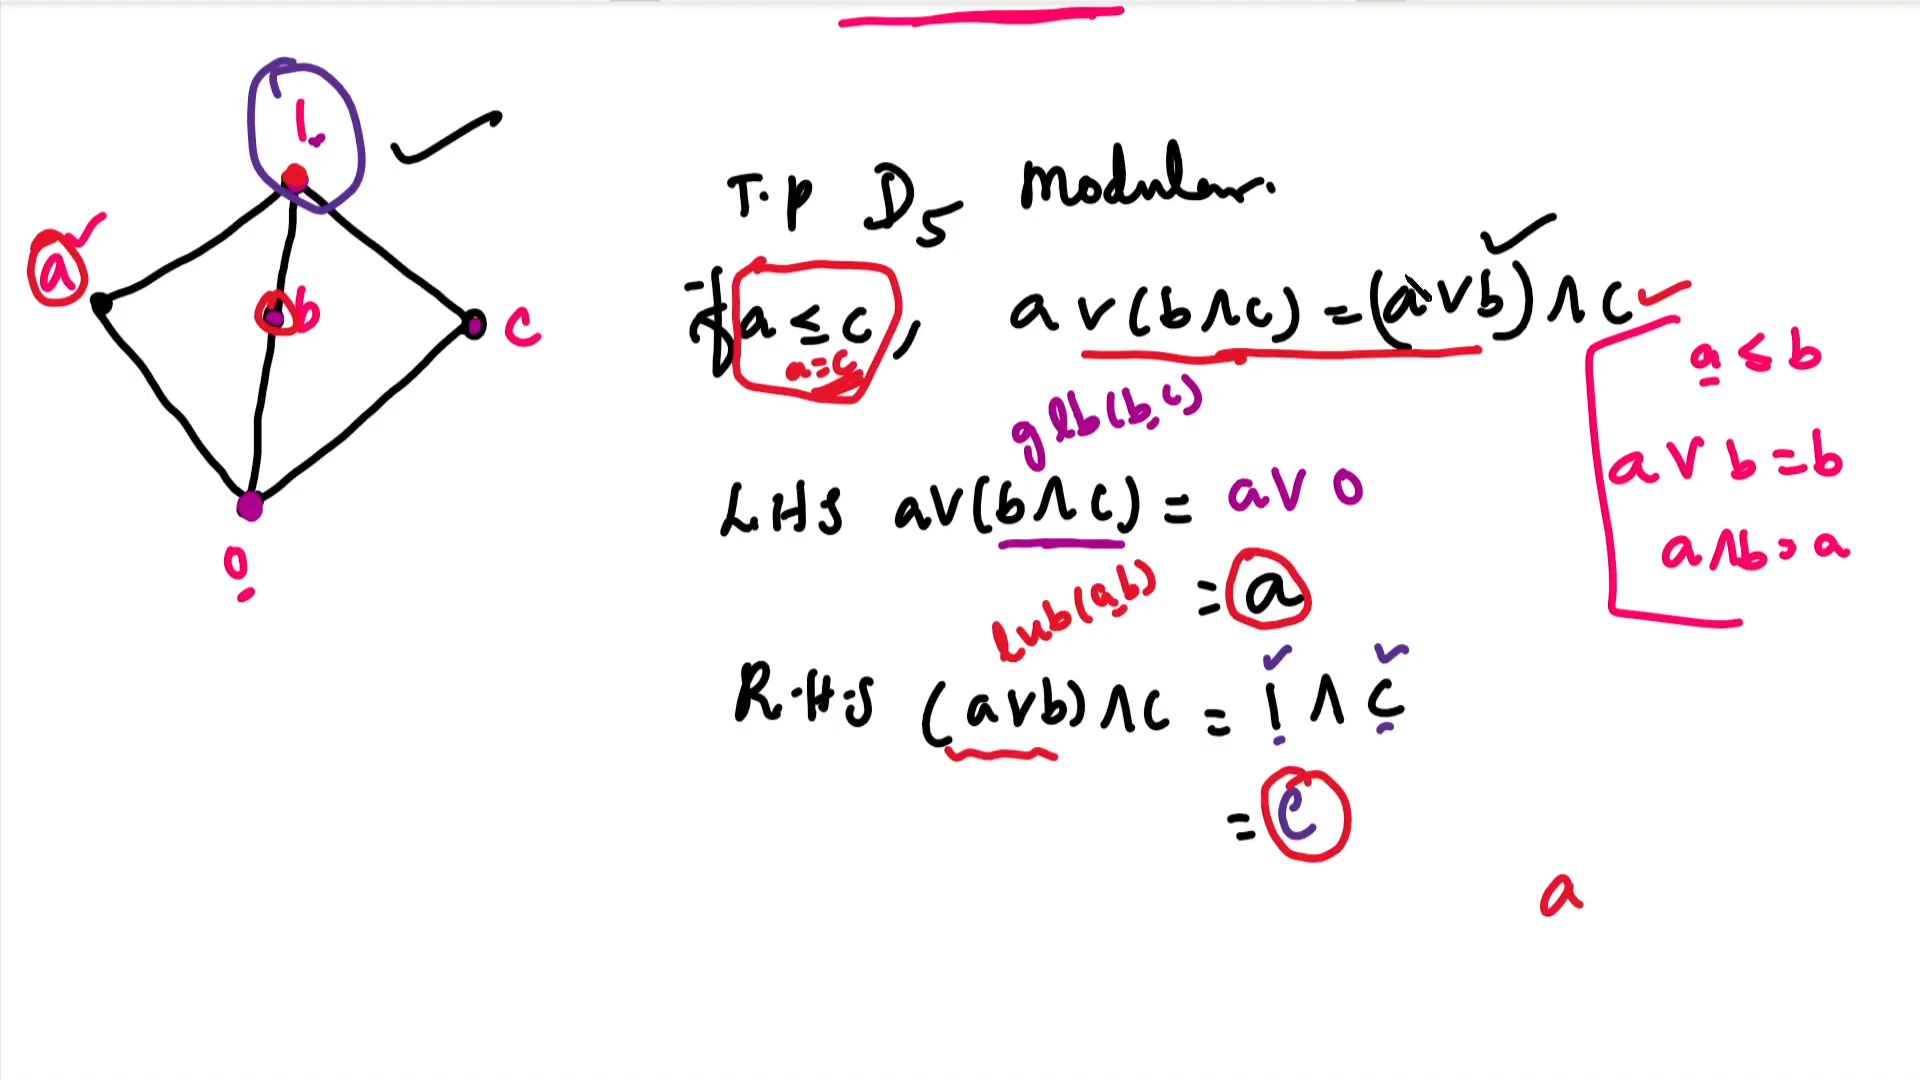 1
a
b
c
0
T.P D5 Modular.
If a ≤ c, a ∨ (b ∧ c) = (a ∨ b) ∧ c
a = c
glb(b, c)
L.H.S a ∨ (b ∧ c) = a ∨ 0
= a
lub(a, b)
R.H.S (a ∨ b) ∧ c = 1 ∧ c
= c
a
a ≤ b
a ∨ b = b
a ∧ b = a